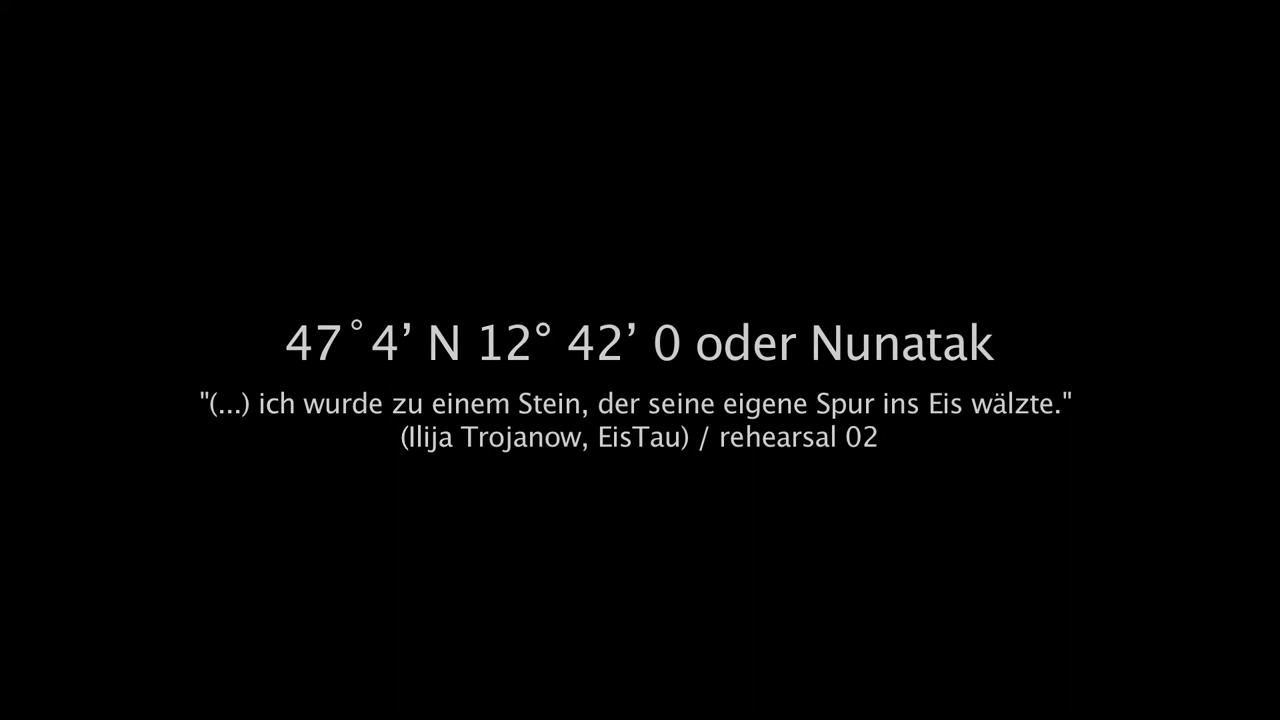 47˚4’ N 12° 42’ 0 oder Nunatak
"(...) ich wurde zu einem Stein, der seine eigene Spur ins Eis wälzte."
(Ilija Trojanow, EisTau) / rehearsal 02